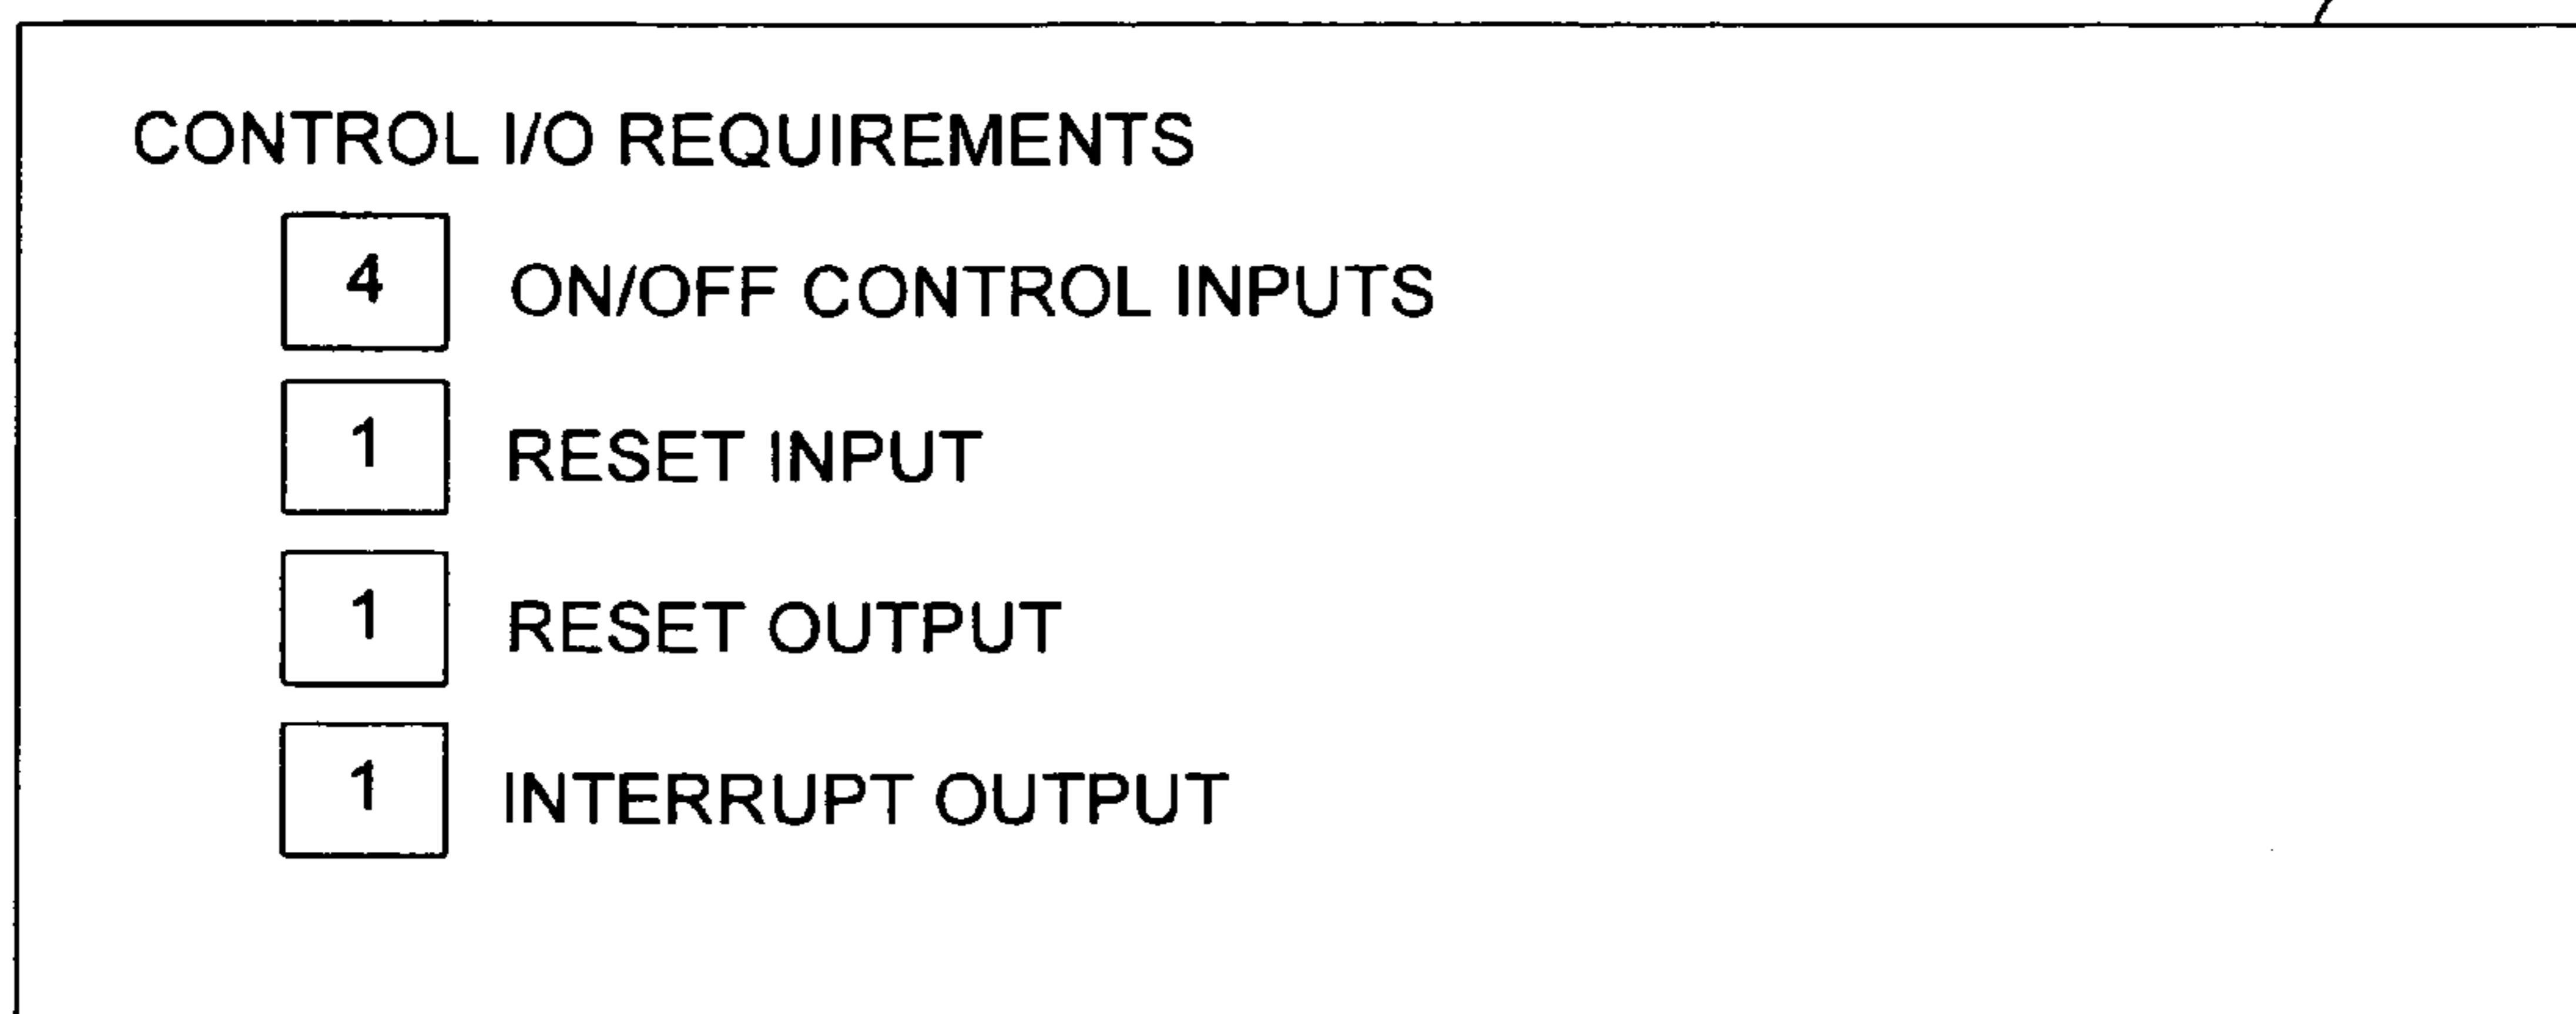 CONTROL I/O REQUIREMENTS
4 ON/OFF CONTROL INPUTS
1 RESET INPUT
1 RESET OUTPUT
1 INTERRUPT OUTPUT